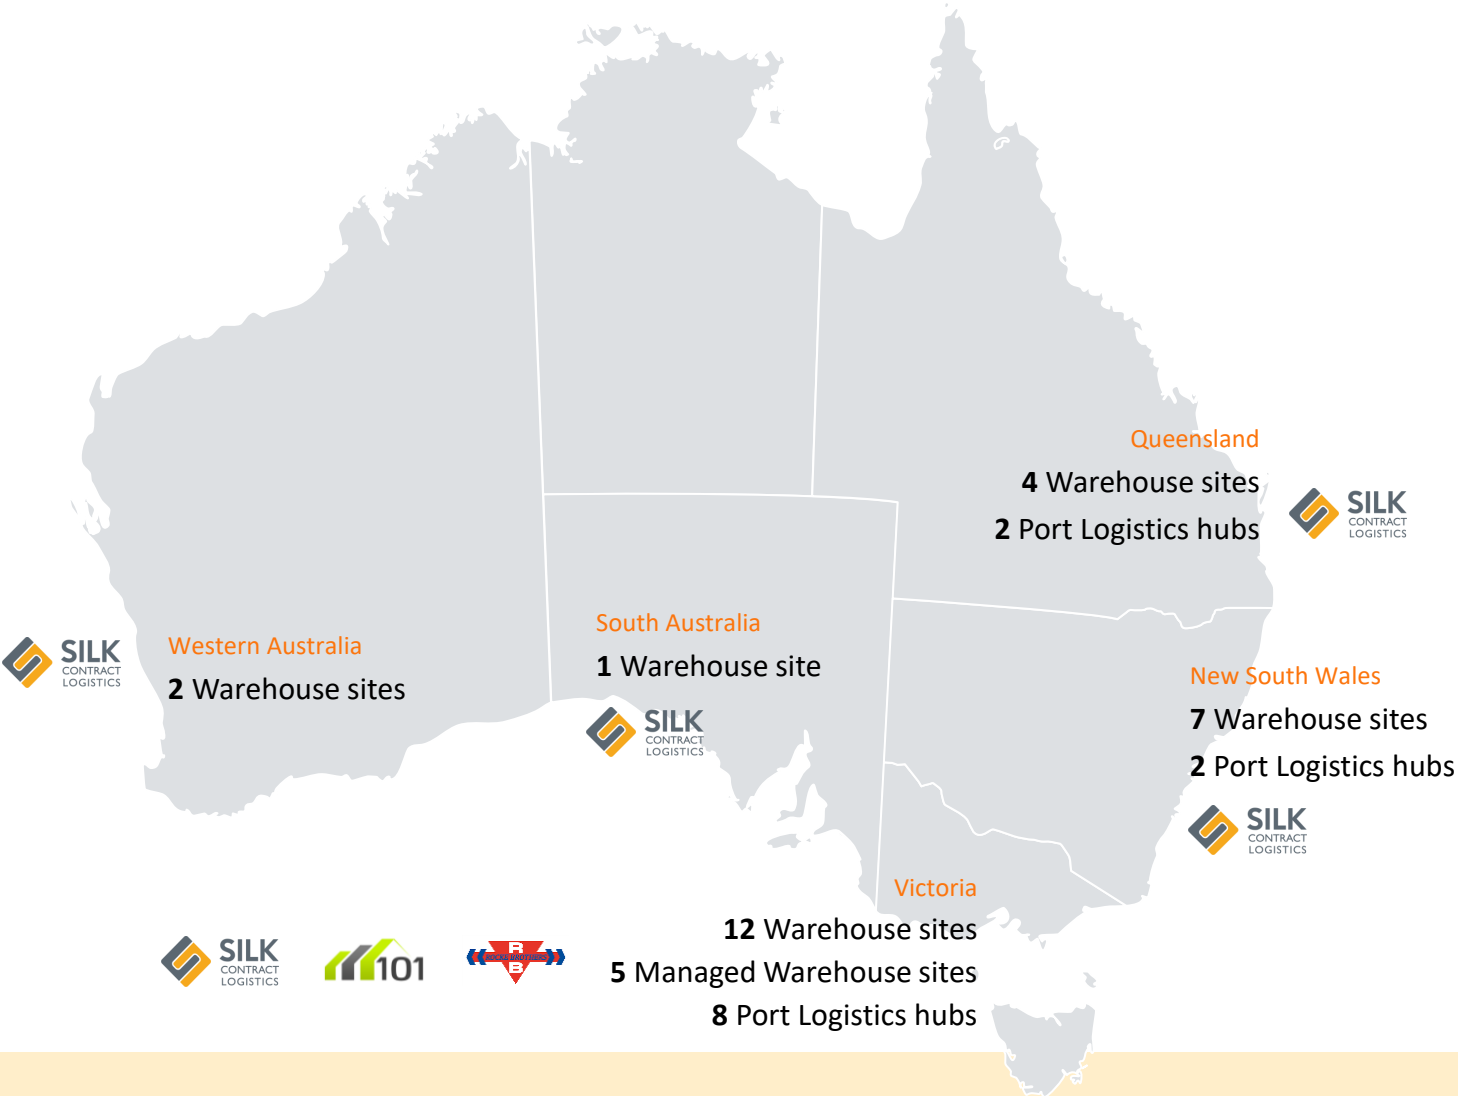 Queensland
4 Warehouse sites
2 Port Logistics hubs
SILK
CONTRACT
LOGISTICS
South Australia
1 Warehouse site
SILK
CONTRACT
LOGISTICS
Western Australia
2 Warehouse sites
SILK
CONTRACT
LOGISTICS
New South Wales
7 Warehouse sites
2 Port Logistics hubs
SILK
CONTRACT
LOGISTICS
Victoria
12 Warehouse sites
5 Managed Warehouse sites
8 Port Logistics hubs
SILK
CONTRACT
LOGISTICS
101
R
ROCKE BROTHERS
B